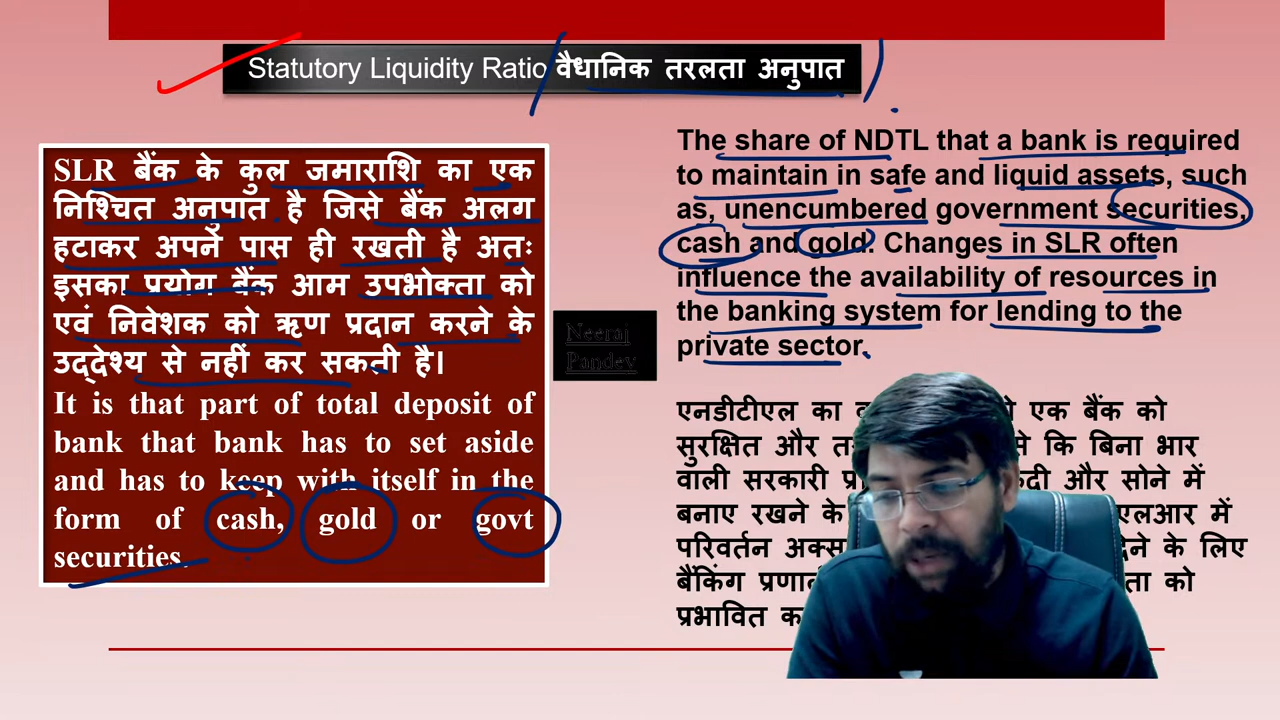 Statutory Liquidity Ratio वैधानिक तरलता अनुपात
SLR बैंक के कुल जमाराशि का एक
निश्चित अनुपात है जिसे बैंक अलग
हटाकर अपने पास ही रखती है अतः
इसका प्रयोग बैंक आम उपभोक्ता को
एवं निवेशक को ऋण प्रदान करने के
उद्देश्य से नहीं कर सकती है।
It is that part of total deposit of
bank that bank has to set aside
and has to keep with itself in the
form of cash, gold or govt
securities.
Neeraj
Pandey
The share of NDTL that a bank is required
to maintain in safe and liquid assets, such
as, unencumbered government securities,
cash and gold. Changes in SLR often
influence the availability of resources in
the banking system for lending to the
private sector.
एनडीटीएल का एक बैंक को
सुरक्षित और कि बिना भार
वाली सरकारी और सोने में
बनाए रखने के में
परिवर्तन अक्सर के लिए
बैंकिंग को
प्रभावित